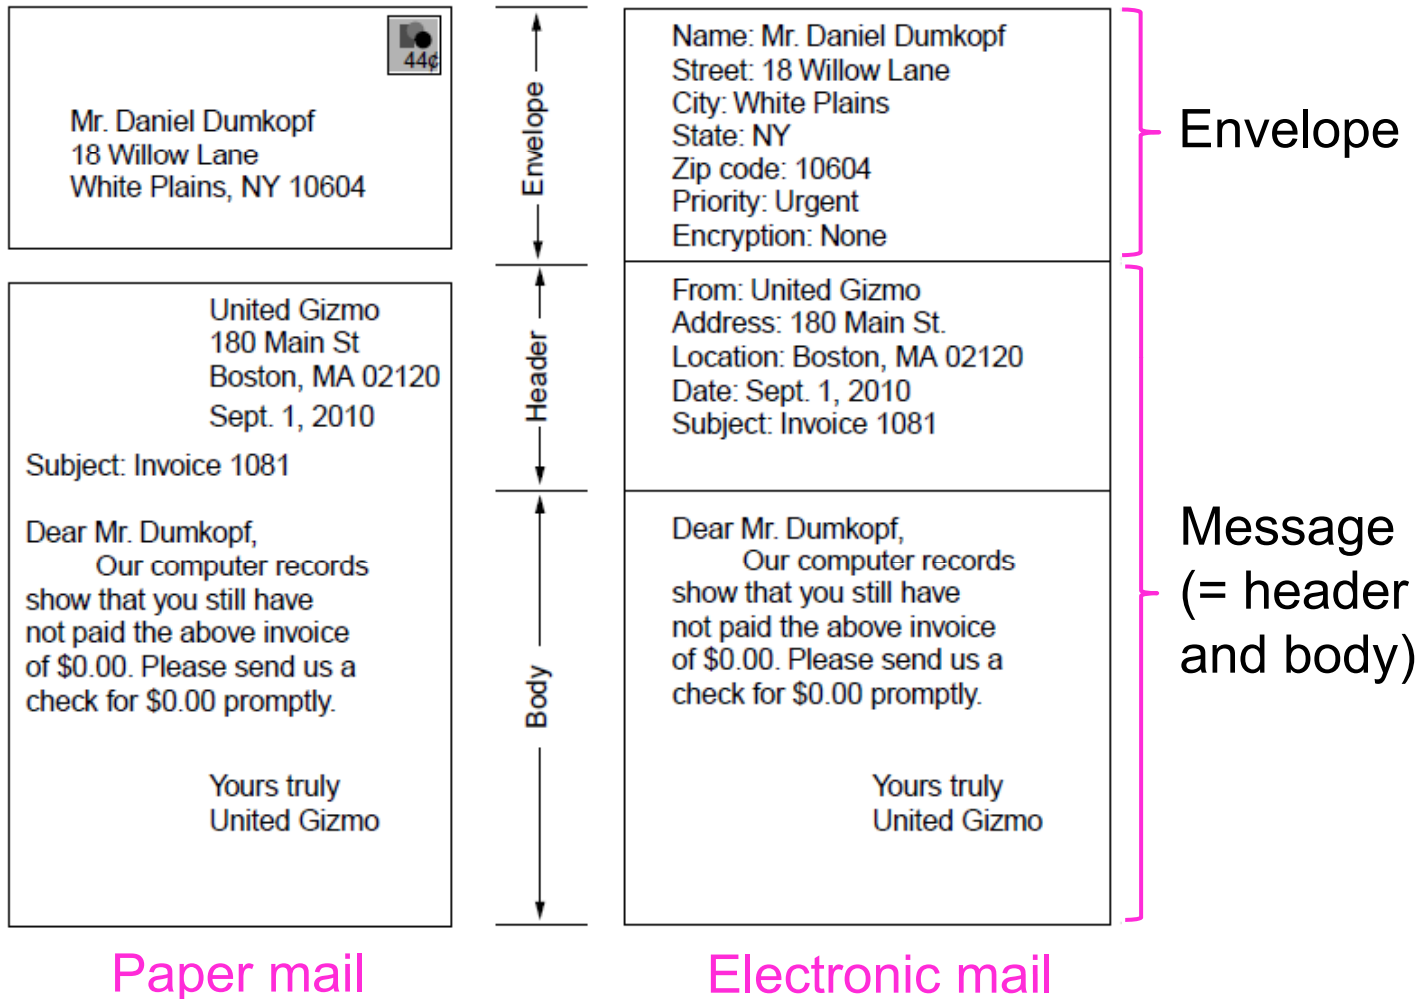 44¢
Mr. Daniel Dumkopf
18 Willow Lane
White Plains, NY 10604
United Gizmo
180 Main St
Boston, MA 02120
Sept. 1, 2010
Subject: Invoice 1081
Dear Mr. Dumkopf,
Our computer records
show that you still have
not paid the above invoice
of $0.00. Please send us a
check for $0.00 promptly.
Yours truly
United Gizmo
Paper mail
Envelope
Header
Body
Name: Mr. Daniel Dumkopf
Street: 18 Willow Lane
City: White Plains
State: NY
Zip code: 10604
Priority: Urgent
Encryption: None
From: United Gizmo
Address: 180 Main St.
Location: Boston, MA 02120
Date: Sept. 1, 2010
Subject: Invoice 1081
Dear Mr. Dumkopf,
Our computer records
show that you still have
not paid the above invoice
of $0.00. Please send us a
check for $0.00 promptly.
Yours truly
United Gizmo
Electronic mail
Envelope
Message
(= header
and body)